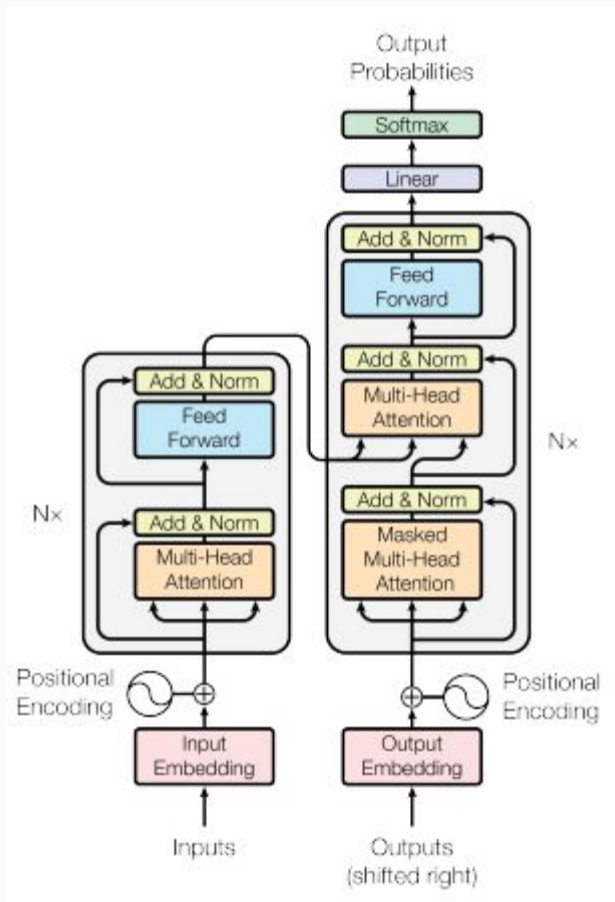 Output
Probabilities
Softmax
Linear
Add & Norm
Feed
Forward
Add & Norm
Multi-Head
Attention
Nx
Add & Norm
Masked
Multi-Head
Attention
Add & Norm
Feed
Forward
Nx
Add & Norm
Multi-Head
Attention
Positional
Encoding
Positional
Encoding
Input
Embedding
Output
Embedding
Inputs
Outputs
(shifted right)